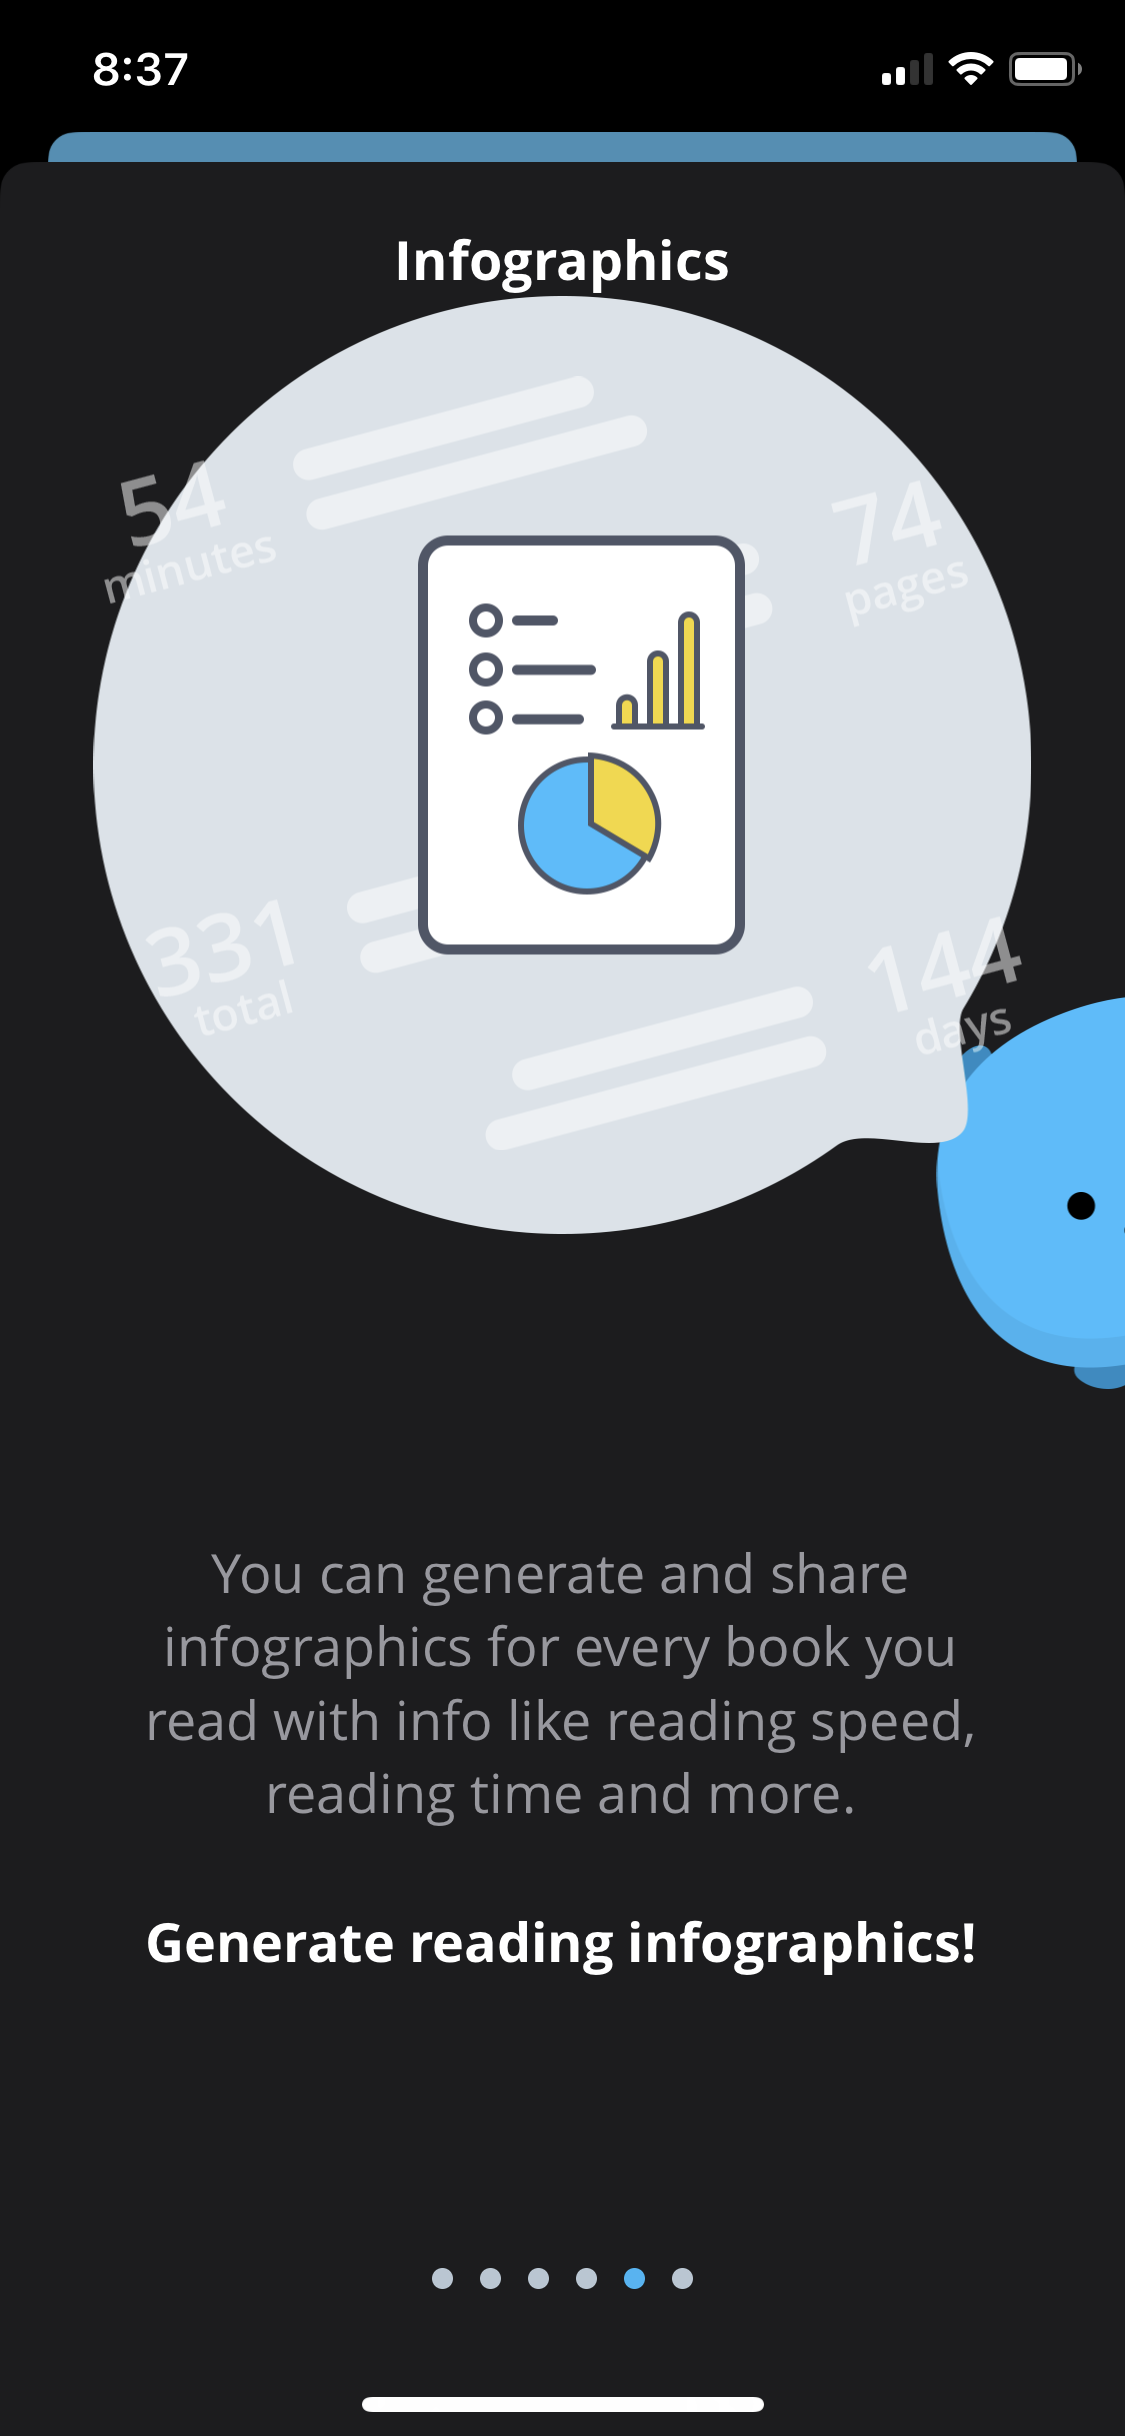 8:37
Infographics
54
minutes
74
pages
331
total
144
days
You can generate and share
infographics for every book you
read with info like reading speed,
reading time and more.
Generate reading infographics!